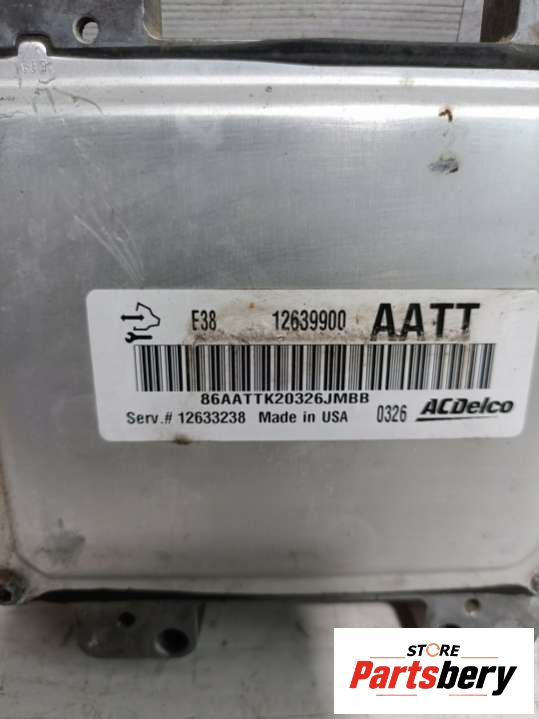 E38 12639900 AATT
86AATTK20326JMBB
Serv.# 12633238 Made in USA 0326 ACDelco
STORE
Partsbery